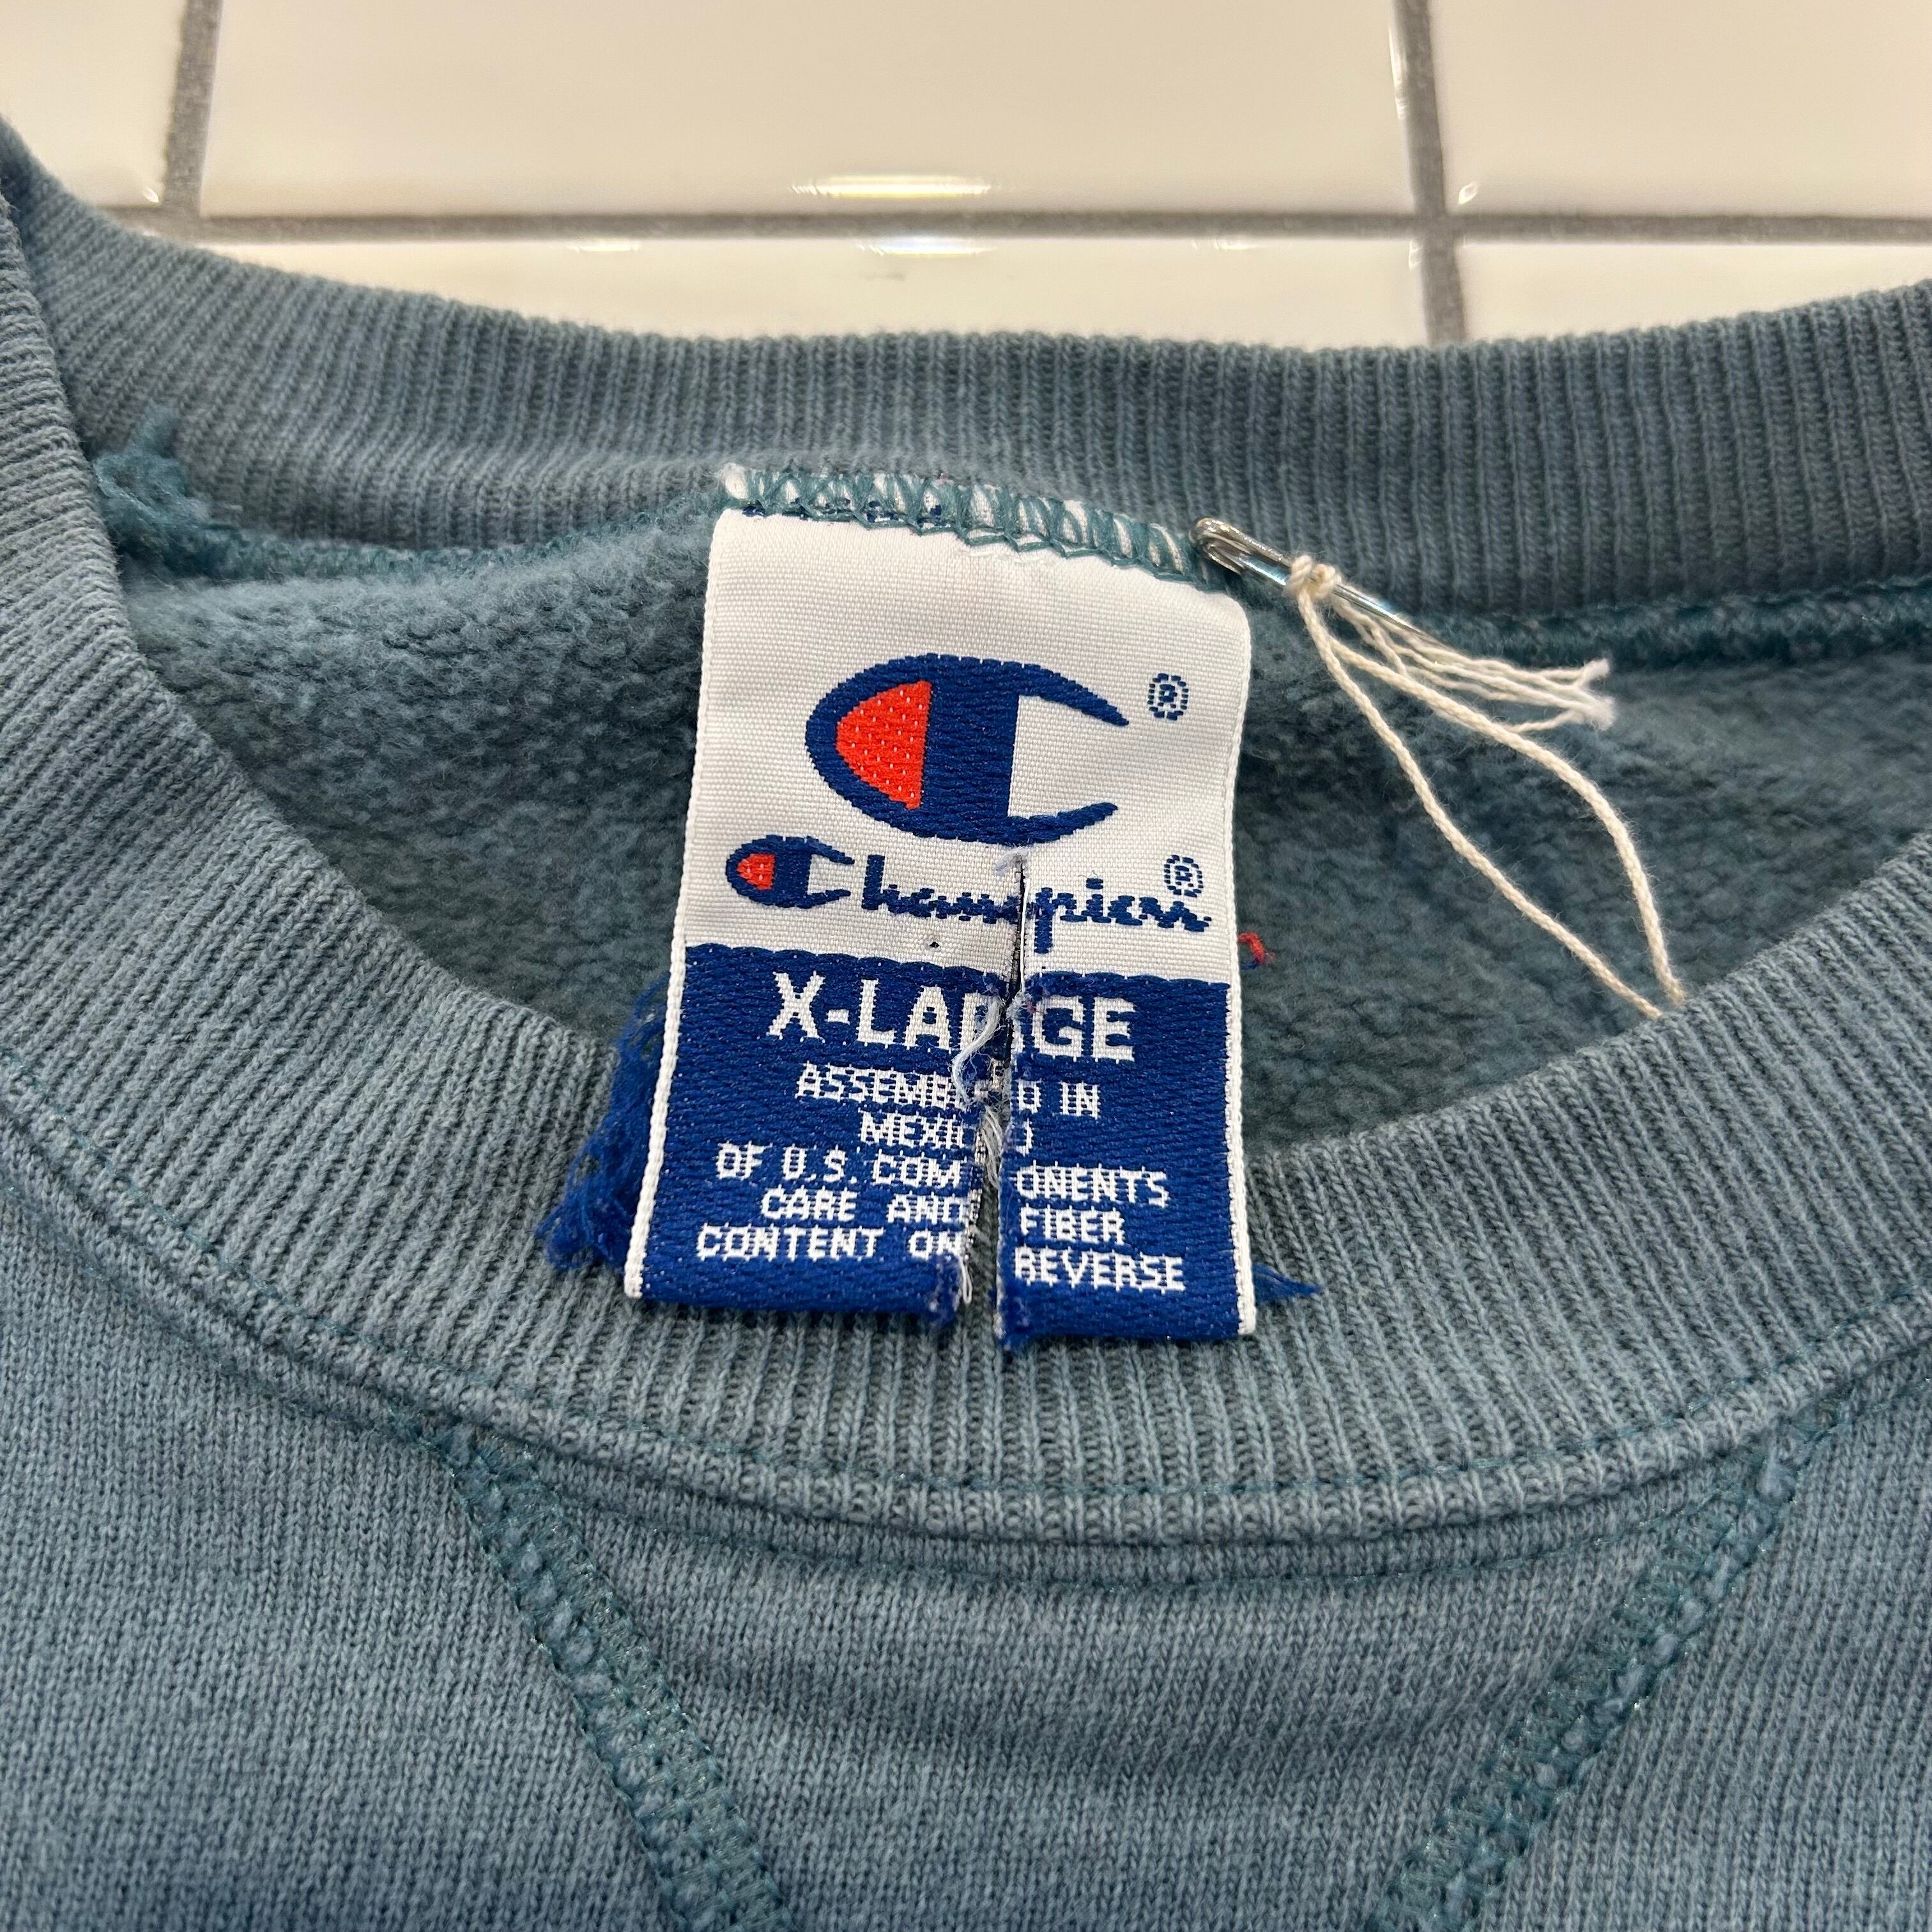 ®
Champion®
X-LARGE
ASSEMBLED IN
MEXICO
OF U.S. COMPONENTS
CARE AND FIBER
CONTENT ON REVERSE